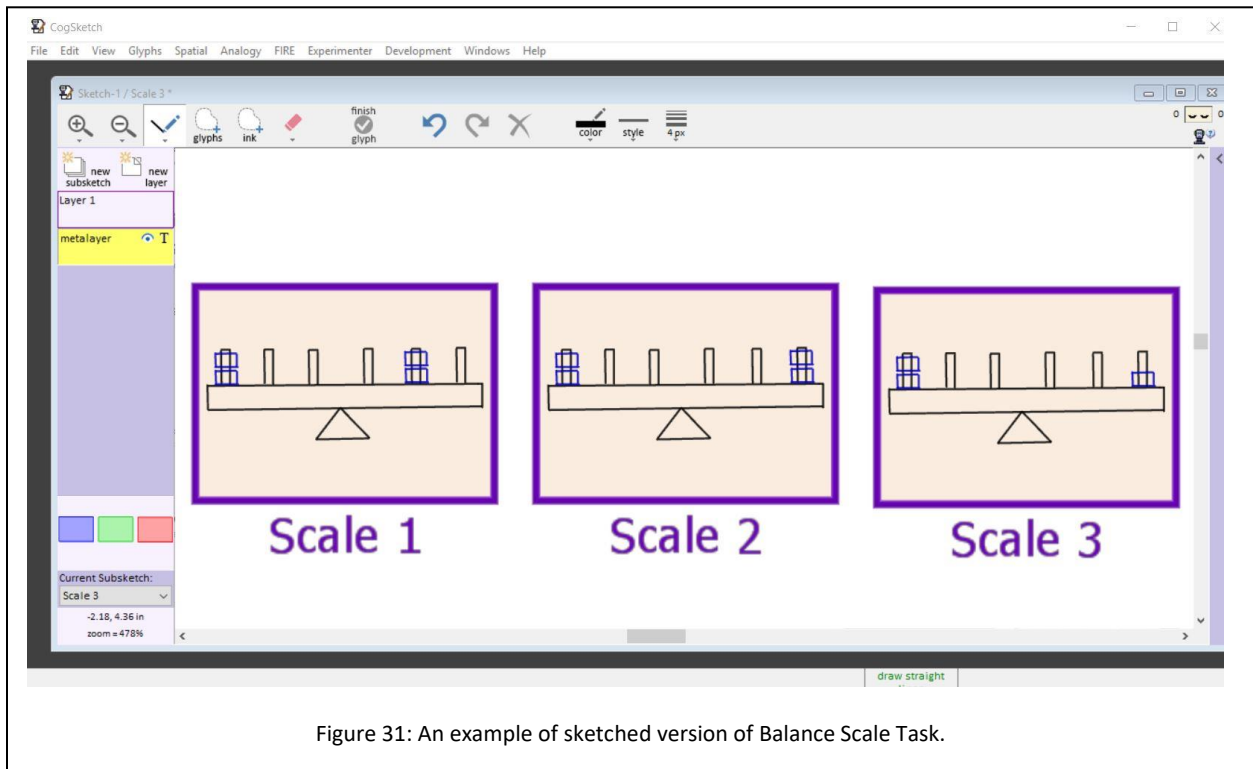 CogSketch
File Edit View Glyphs Spatial Analogy FIRE Experimenter Development Windows Help
Sketch-1 / Scale 3 *
glyphs ink finish glyph color style 4 px
0 0
new subsketch new layer
Layer 1
metalayer T
Scale 1 Scale 2 Scale 3
Current Subsketch:
Scale 3
-2.18, 4.36 in
zoom = 478%
draw straight
Figure 31: An example of sketched version of Balance Scale Task.